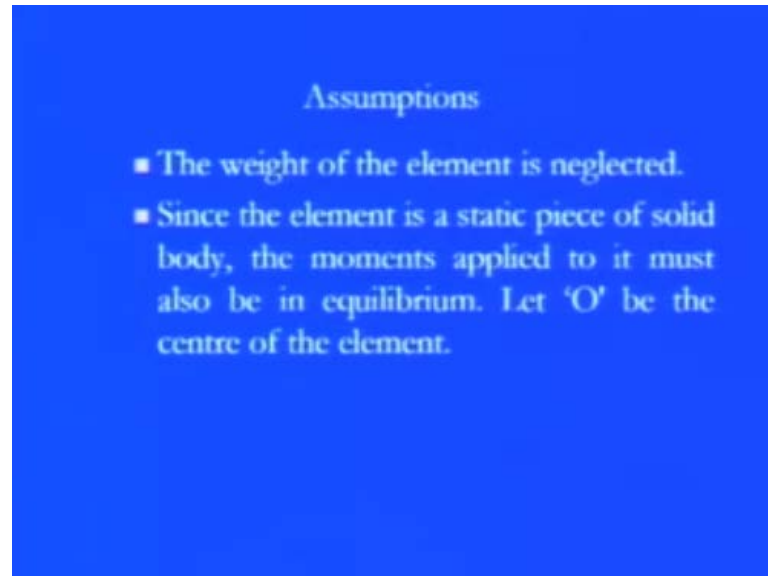 Assumptions
▪ The weight of the element is neglected.
▪ Since the element is a static piece of solid
body, the moments applied to it must
also be in equilibrium. Let ‘O’ be the
centre of the element.